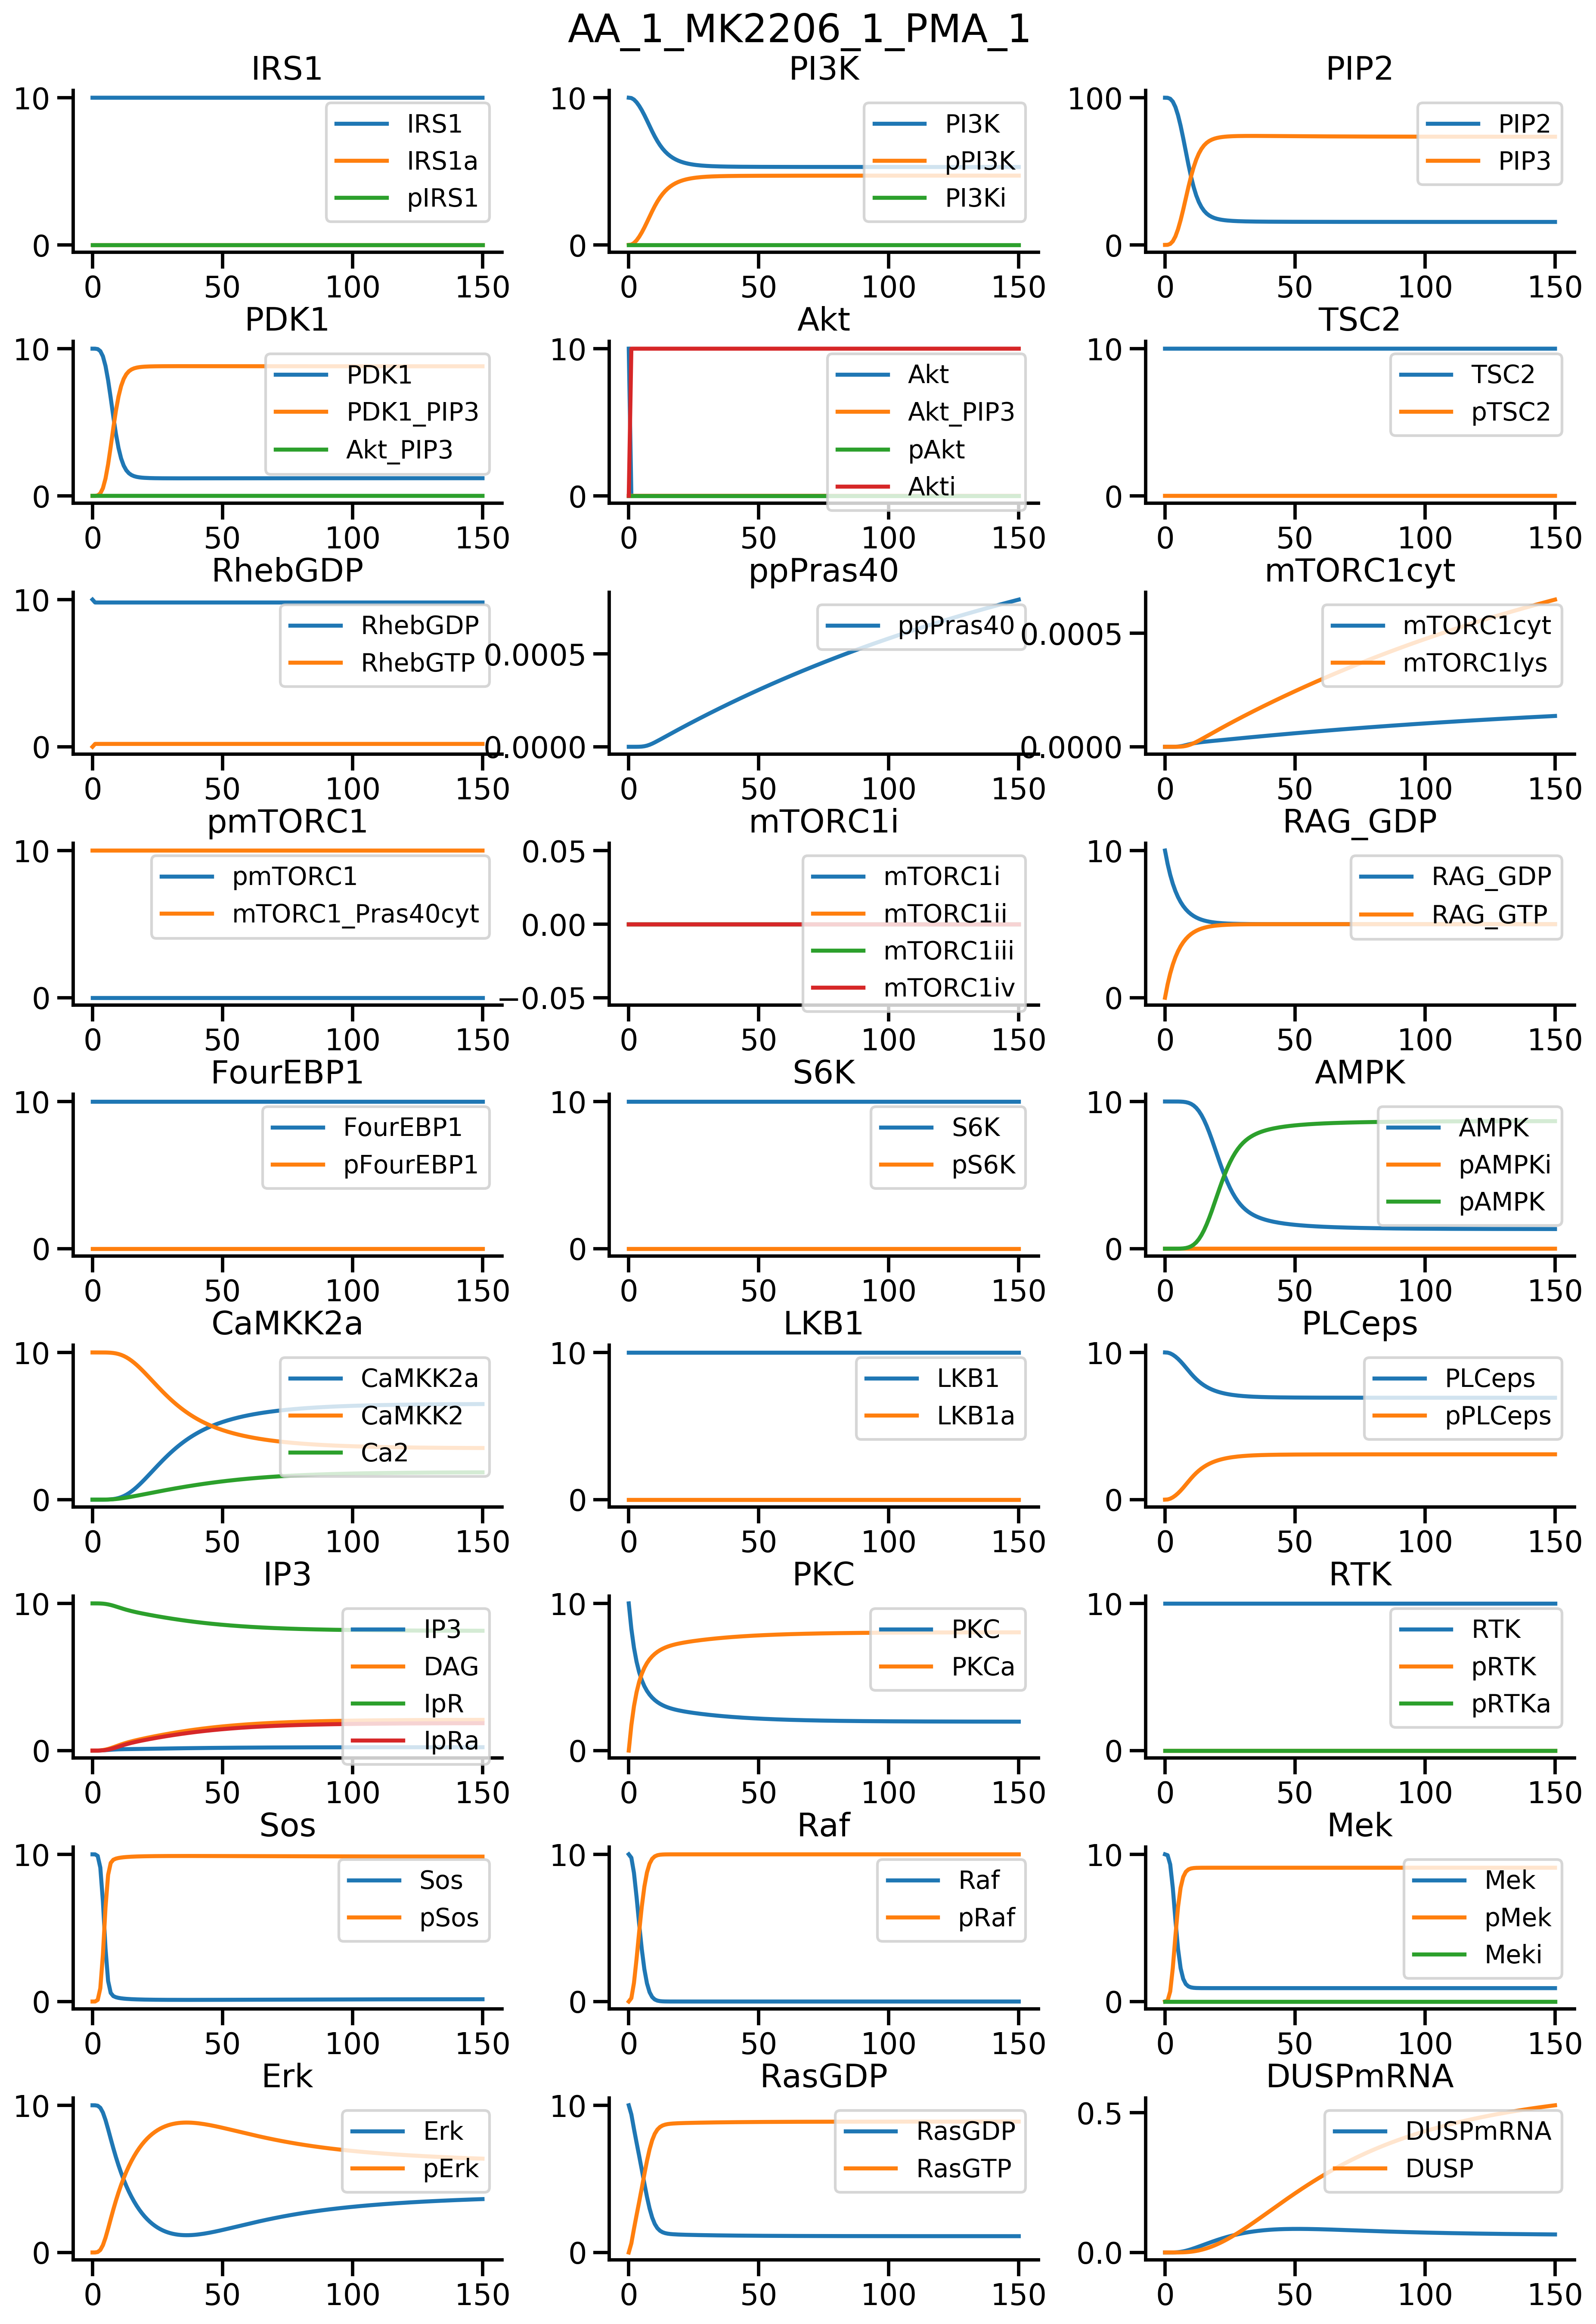 AA_1_MK2206_1_PMA_1
IRS1
10
0
0 50 100 150
IRS1
IRS1a
pIRS1
PI3K
10
0
0 50 100 150
PI3K
pPI3K
PI3Ki
PIP2
100
0
0 50 100 150
PIP2
PIP3
PDK1
10
0
0 50 100 150
PDK1
PDK1_PIP3
Akt_PIP3
Akt
10
0
0 50 100 150
Akt
Akt_PIP3
pAkt
Akti
TSC2
10
0
0 50 100 150
TSC2
pTSC2
RhebGDP
10
0
0 50 100 150
RhebGDP
RhebGTP
ppPras40
0.0005
0.0000
0 50 100 150
ppPras40
mTORC1cyt
0.0005
0.0000
0 50 100 150
mTORC1cyt
mTORC1lys
pmTORC1
10
0
0 50 100 150
pmTORC1
mTORC1_Pras40cyt
mTORC1i
0.05
0.00
−0.05
0 50 100 150
mTORC1i
mTORC1ii
mTORC1iii
mTORC1iv
RAG_GDP
10
0
0 50 100 150
RAG_GDP
RAG_GTP
FourEBP1
10
0
0 50 100 150
FourEBP1
pFourEBP1
S6K
10
0
0 50 100 150
S6K
pS6K
AMPK
10
0
0 50 100 150
AMPK
pAMPKi
pAMPK
CaMKK2a
10
0
0 50 100 150
CaMKK2a
CaMKK2
Ca2
LKB1
10
0
0 50 100 150
LKB1
LKB1a
PLCeps
10
0
0 50 100 150
PLCeps
pPLCeps
IP3
10
0
0 50 100 150
IP3
DAG
IpR
IpRa
PKC
10
0
0 50 100 150
PKC
PKCa
RTK
10
0
0 50 100 150
RTK
pRTK
pRTKa
Sos
10
0
0 50 100 150
Sos
pSos
Raf
10
0
0 50 100 150
Raf
pRaf
Mek
10
0
0 50 100 150
Mek
pMek
Meki
Erk
10
0
0 50 100 150
Erk
pErk
RasGDP
10
0
0 50 100 150
RasGDP
RasGTP
DUSPmRNA
0.5
0.0
0 50 100 150
DUSPmRNA
DUSP